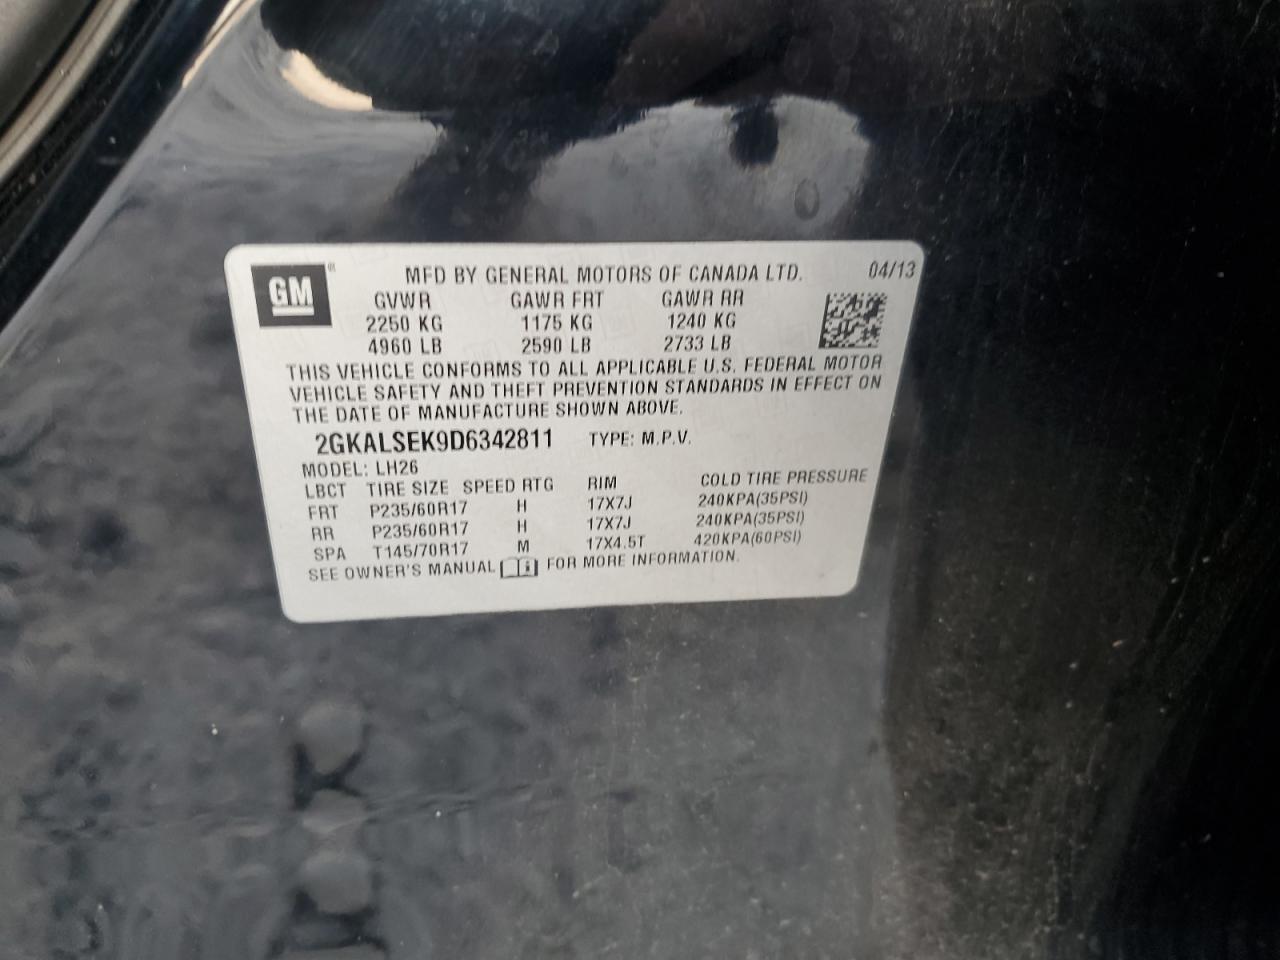 GM ®
MFD BY GENERAL MOTORS OF CANADA LTD. 04/13
GVWR GAWR FRT GAWR RR
2250 KG 1175 KG 1240 KG
4960 LB 2590 LB 2733 LB
THIS VEHICLE CONFORMS TO ALL APPLICABLE U.S. FEDERAL MOTOR
VEHICLE SAFETY AND THEFT PREVENTION STANDARDS IN EFFECT ON
THE DATE OF MANUFACTURE SHOWN ABOVE.
2GKALSEK9D6342811 TYPE: M.P.V.
MODEL: LH26
LBCT TIRE SIZE SPEED RTG RIM COLD TIRE PRESSURE
FRT P235/60R17 H 17X7J 240KPA(35PSI)
RR P235/60R17 H 17X7J 240KPA(35PSI)
SPA T145/70R17 M 17X4.5T 420KPA(60PSI)
SEE OWNER'S MANUAL i FOR MORE INFORMATION.